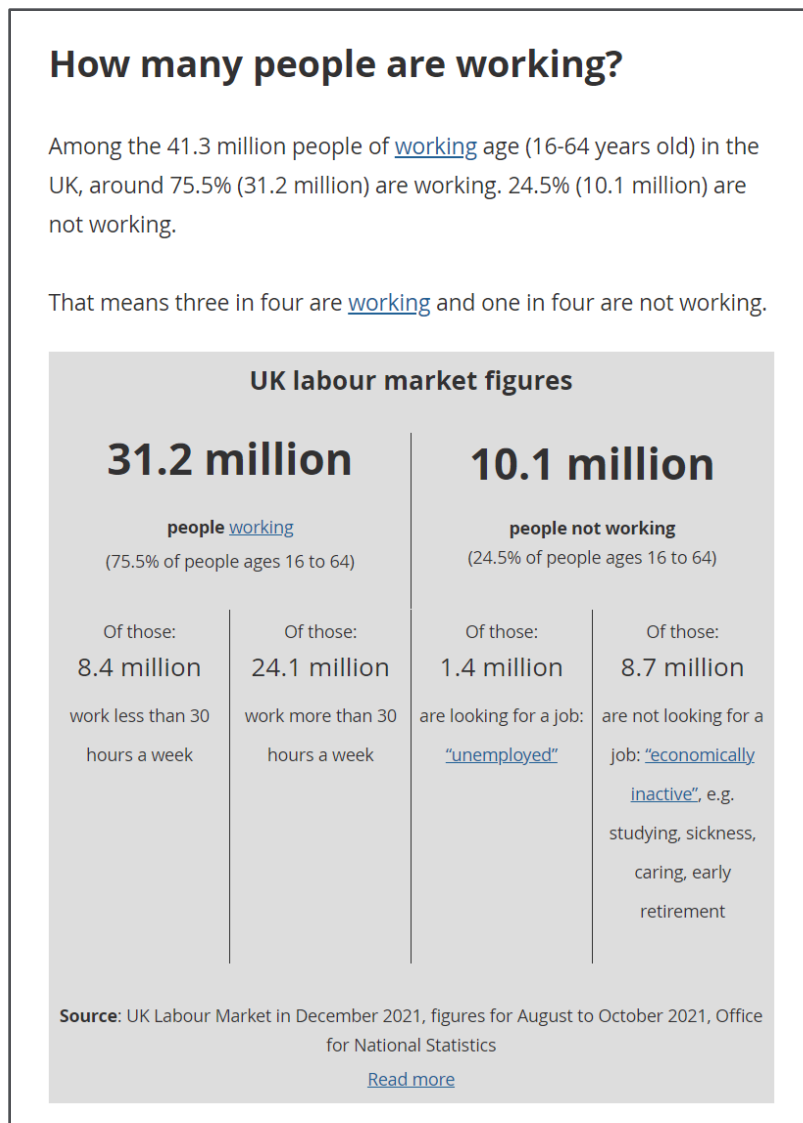 How many people are working?
Among the 41.3 million people of working age (16-64 years old) in the
UK, around 75.5% (31.2 million) are working. 24.5% (10.1 million) are
not working.
That means three in four are working and one in four are not working.
UK labour market figures
31.2 million
people working
(75.5% of people ages 16 to 64)
10.1 million
people not working
(24.5% of people ages 16 to 64)
Of those:
8.4 million
work less than 30
hours a week
Of those:
24.1 million
work more than 30
hours a week
Of those:
1.4 million
are looking for a job:
“unemployed”
Of those:
8.7 million
are not looking for a
job: “economically
inactive”, e.g.
studying, sickness,
caring, early
retirement
Source: UK Labour Market in December 2021, figures for August to October 2021, Office
for National Statistics
Read more